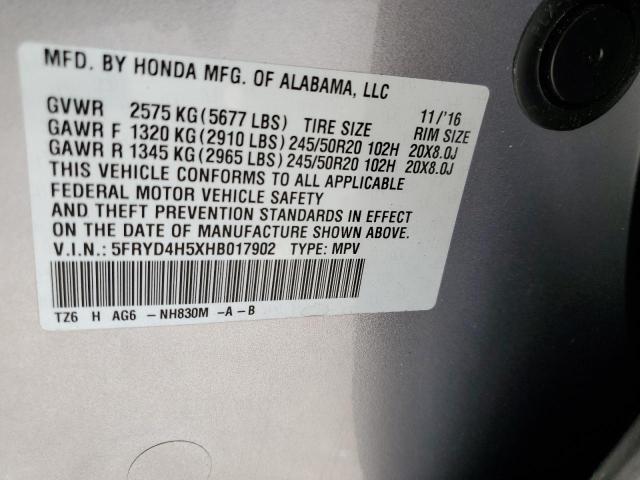 MFD. BY HONDA MFG. OF ALABAMA, LLC
GVWR 2575 KG (5677 LBS) TIRE SIZE 11/'16 RIM SIZE
GAWR F 1320 KG (2910 LBS) 245/50R20 102H 20X8.0J
GAWR R 1345 KG (2965 LBS) 245/50R20 102H 20X8.0J
THIS VEHICLE CONFORMS TO ALL APPLICABLE
FEDERAL MOTOR VEHICLE SAFETY
AND THEFT PREVENTION STANDARDS IN EFFECT
ON THE DATE OF MANUFACTURE SHOWN ABOVE.
V.I.N.: 5FRYD4H5XHB017902 TYPE: MPV
TZ6 H AG6 -NH830M -A-B